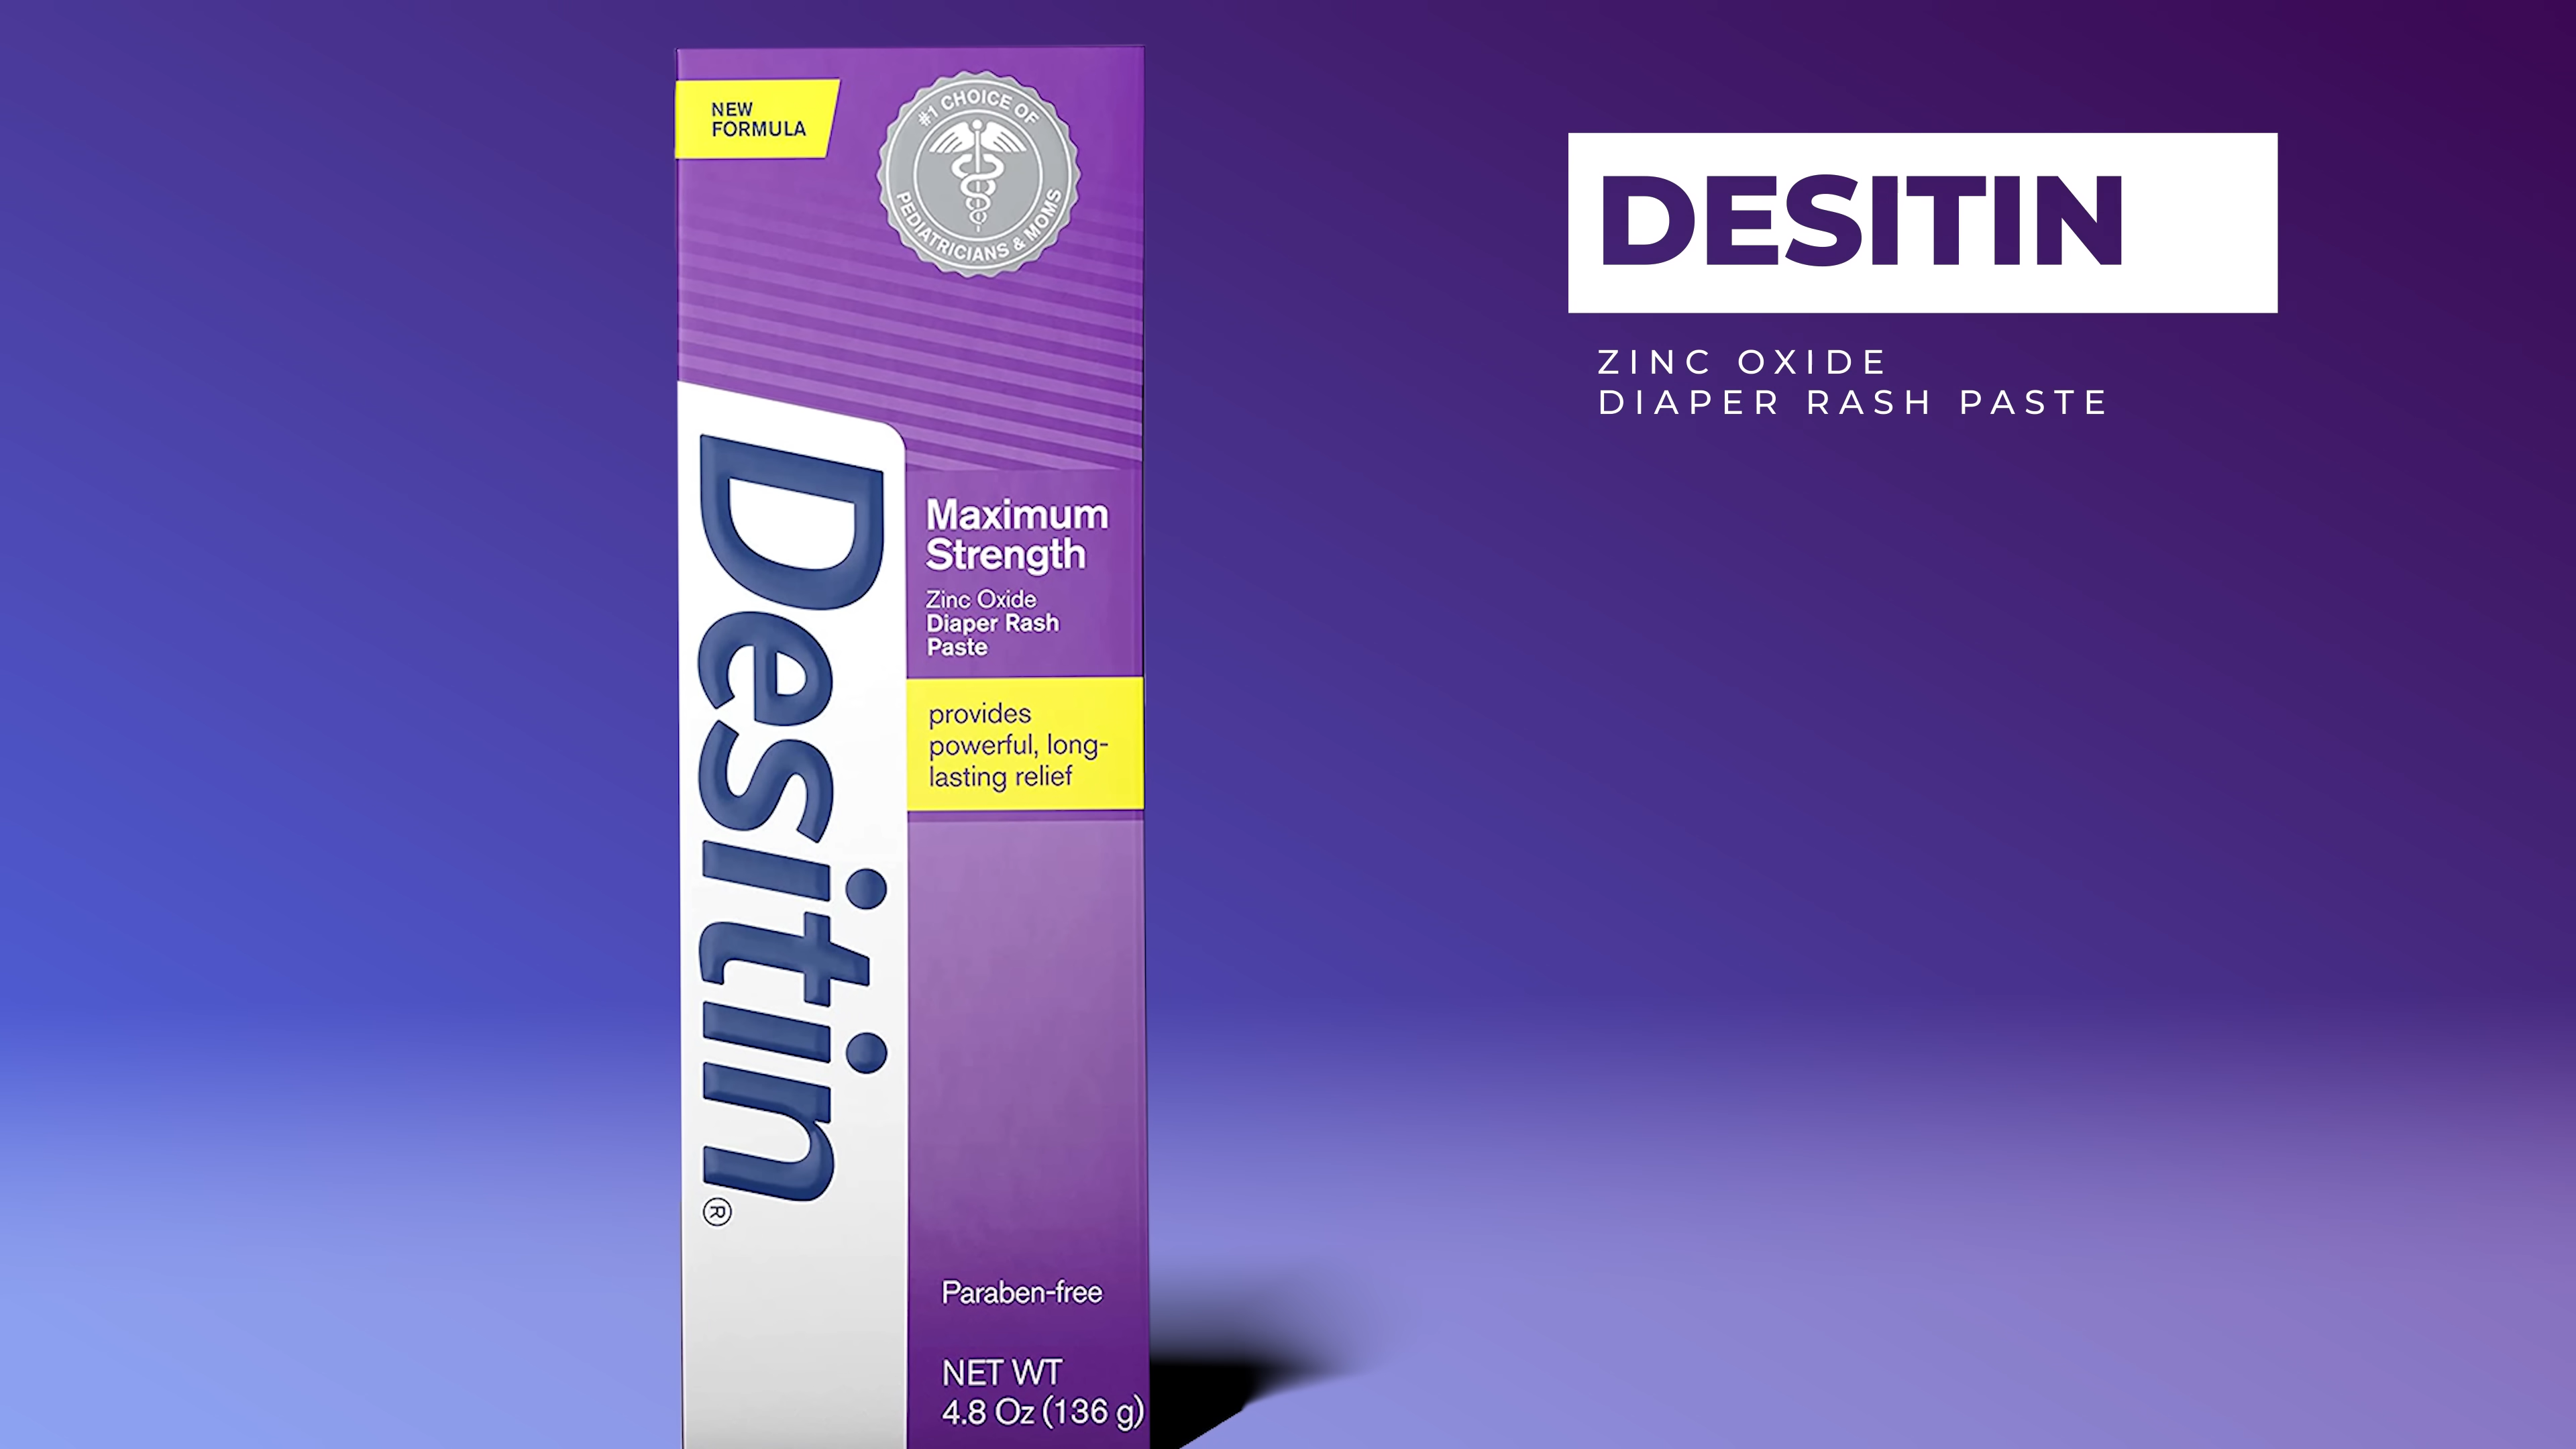 NEW
FORMULA
#1 CHOICE OF
PEDIATRICIANS & MOMS
Desitin®
Maximum
Strength
Zinc Oxide
Diaper Rash
Paste
provides
powerful, long-
lasting relief
Paraben-free
NET WT
4.8 Oz (136 g)
DESITIN
ZINC OXIDE
DIAPER RASH PASTE